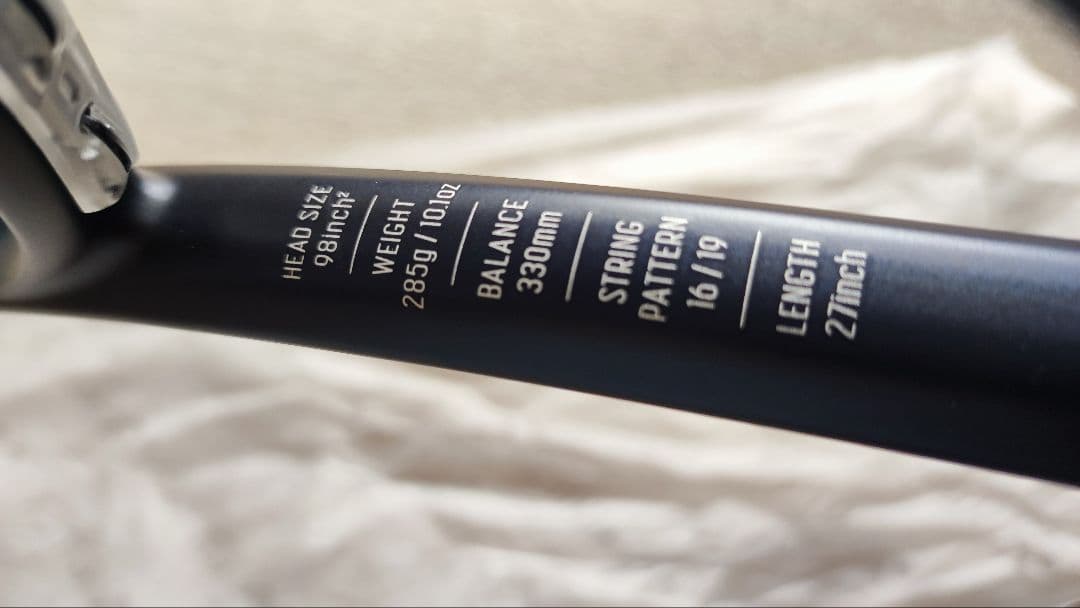 HEAD SIZE
98inch²
WEIGHT
285g / 10.1oz
BALANCE
330mm
STRING
PATTERN
16 / 19
LENGTH
27inch